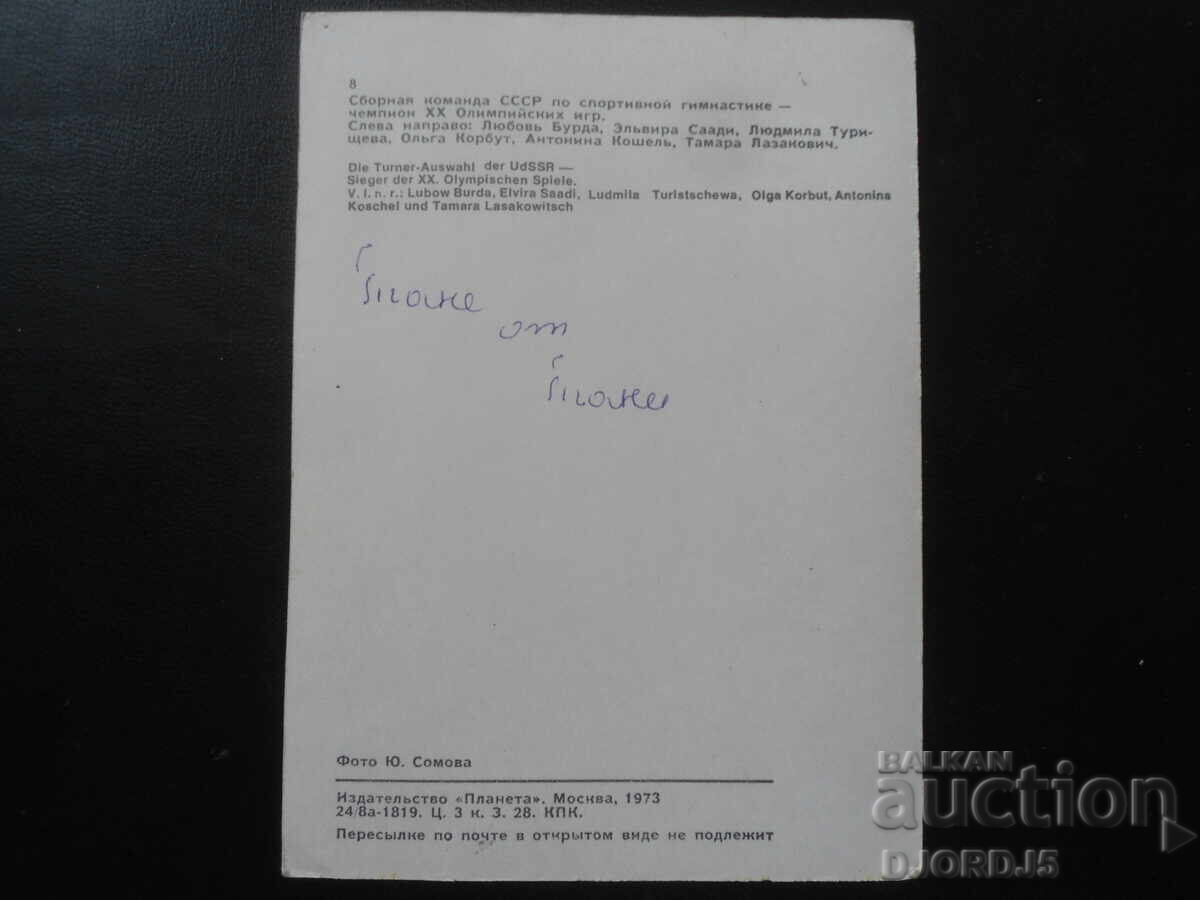 8
Сборная команда СССР по спортивной гимнастике —
чемпион XX Олимпийских игр.
Слева направо: Любовь Бурда, Эльвира Саади, Людмила Тури-
щева, Ольга Корбут, Антонина Кошель, Тамара Лазакович.
Die Turner-Auswahl der UdSSR —
Sieger der XX. Olympischen Spiele.
V. l. n. r.: Lubow Burda, Elvira Saadi, Ludmila Turistschewa, Olga Korbut, Antonina
Koschel und Tamara Lasakowitsch
от
Фото Ю. Сомова
Издательство «Планета». Москва, 1973
24/8а-1819. Ц. 3 к. З. 28. КПК.
Пересылке по почте в открытом виде не подлежит
BALKAN
auction
DJORDJ5